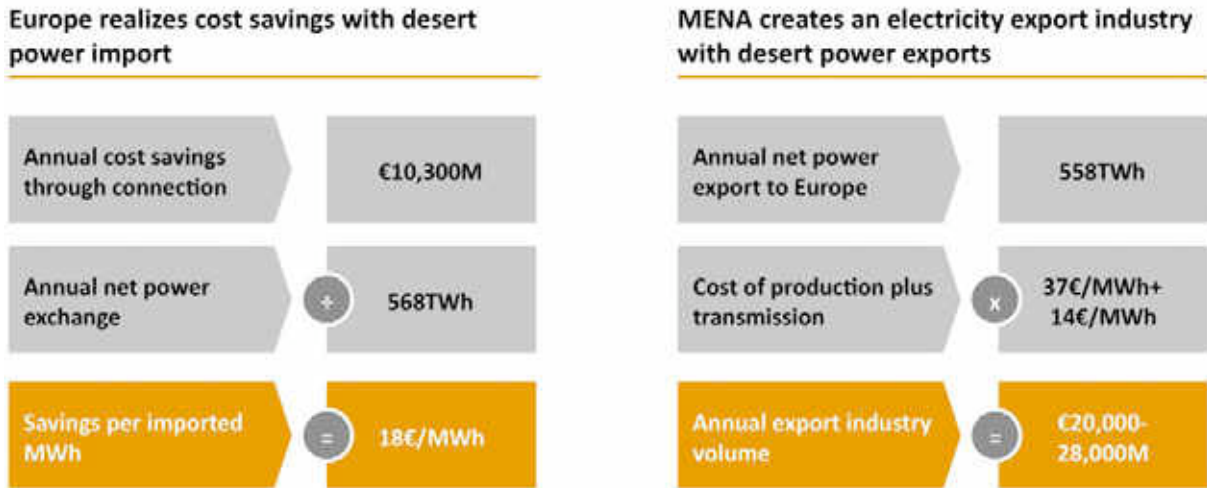 Europe realizes cost savings with desert
power import
Annual cost savings
through connection
€10,300M
Annual net power
exchange
÷
568TWh
Savings per imported
MWh
=
18€/MWh
MENA creates an electricity export industry
with desert power exports
Annual net power
export to Europe
558TWh
Cost of production plus
transmission
x
37€/MWh+
14€/MWh
Annual export industry
volume
=
€20,000-
28,000M